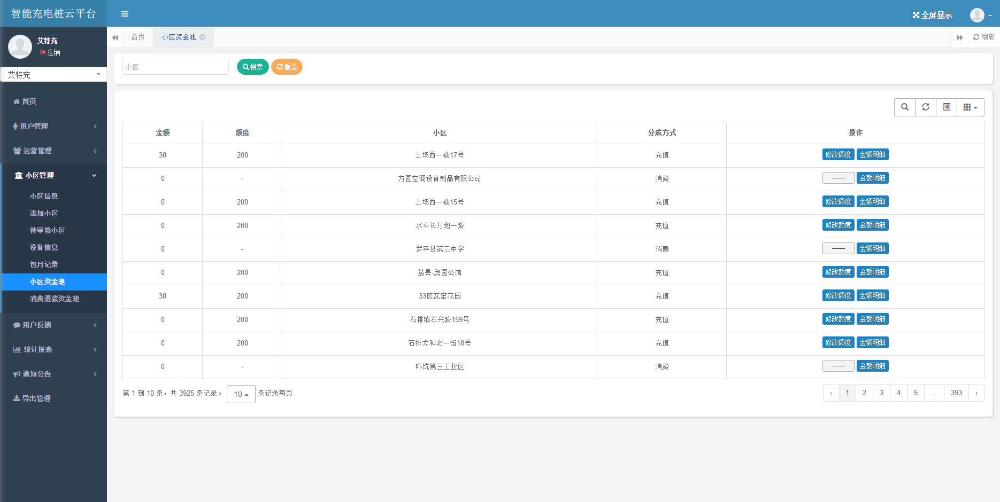 智能充电桩云平台
全屏显示
艾特充
注销
艾特充
首页
用户管理
运营管理
小区管理
小区信息
添加小区
待审核小区
设备信息
包月记录
小区资金池
消费退款资金池
用户反馈
统计报表
通知公告
导出管理
首页 小区资金池 刷新
小区 搜索 重置
金额 额度 小区 分成方式 操作
30 200 上场西一巷17号 充值 修改额度 金额明细
0 - 方园空调设备制品有限公司 消费 —— 金额明细
0 200 上场西一巷15号 充值 修改额度 金额明细
0 200 水平长万地一路 充值 修改额度 金额明细
0 - 罗平县第三中学 消费 —— 金额明细
0 200 藤县-奥园公馆 充值 修改额度 金额明细
30 200 33区瓦窑花园 充值 修改额度 金额明细
0 200 石排镇石兴路159号 充值 修改额度 金额明细
0 200 石排太和北一街18号 充值 修改额度 金额明细
0 - 吓坑第三工业区 消费 —— 金额明细
第 1 到 10 条，共 3925 条记录。 10 条记录每页 ‹ 1 2 3 4 5 ... 393 ›